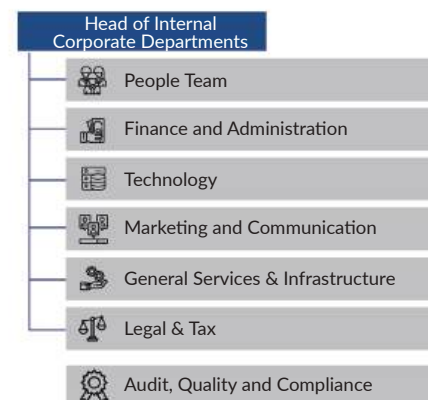 Head of Internal
Corporate Departments
People Team
Finance and Administration
Technology
Marketing and Communication
General Services & Infrastructure
Legal & Tax
Audit, Quality and Compliance